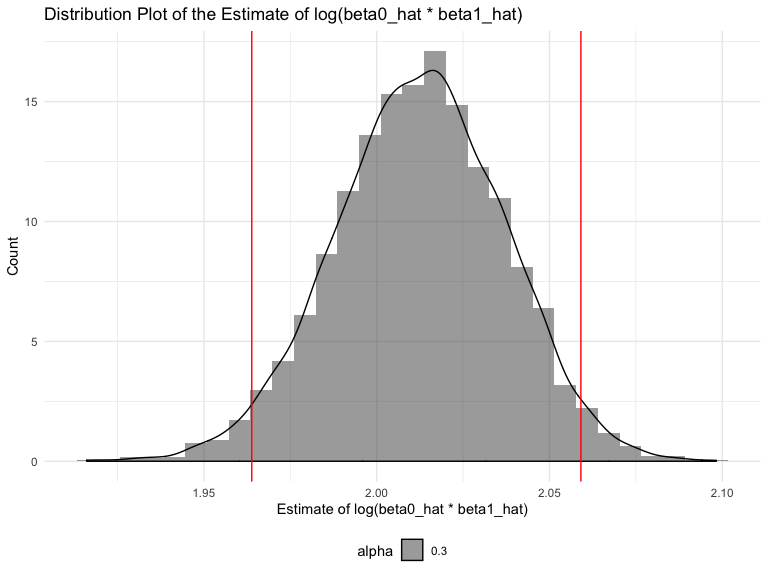 Distribution Plot of the Estimate of log(beta0_hat * beta1_hat)
Count
15
10
5
0
1.95 2.00 2.05 2.10
Estimate of log(beta0_hat * beta1_hat)
alpha 0.3